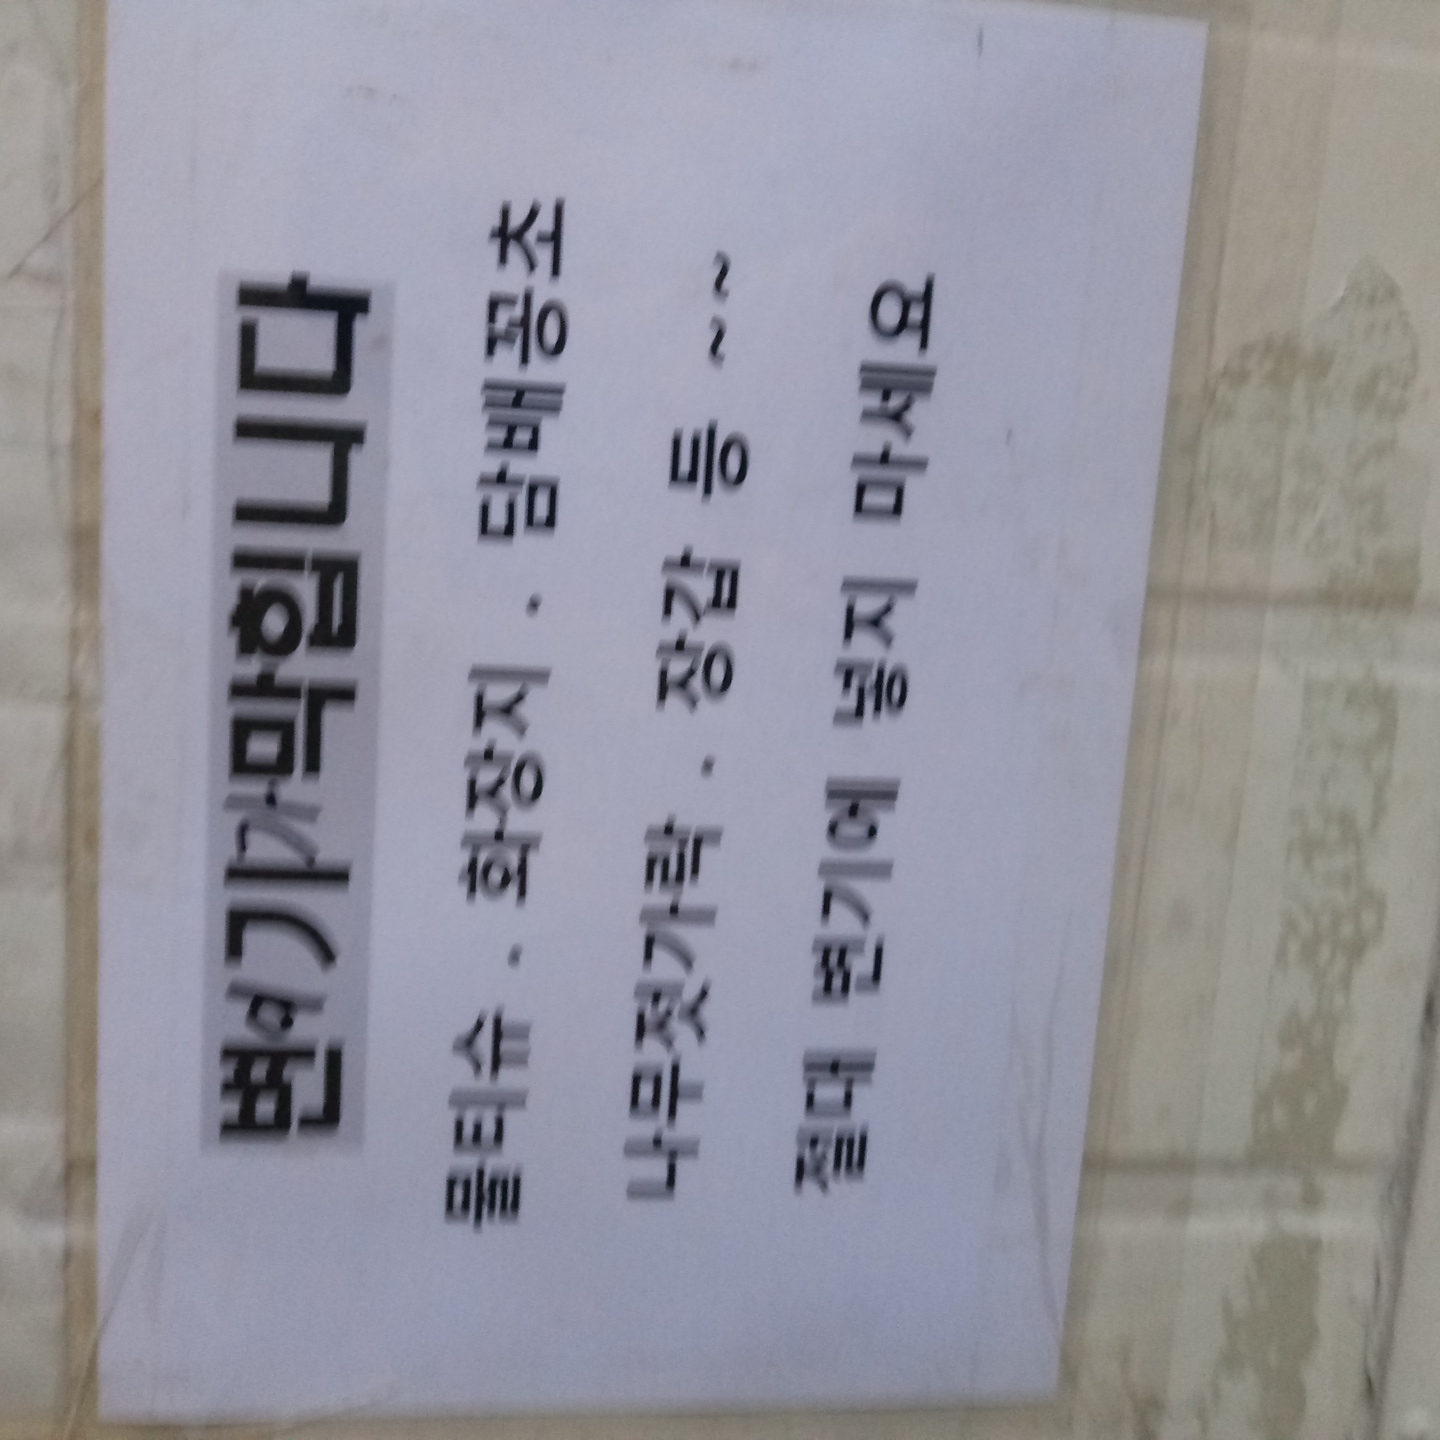 변기가막힙니다
물티슈 . 화장지 . 담배꽁초
나무젓가락 . 장갑 등 ~ ~
절대 변기에 넣지 마세요